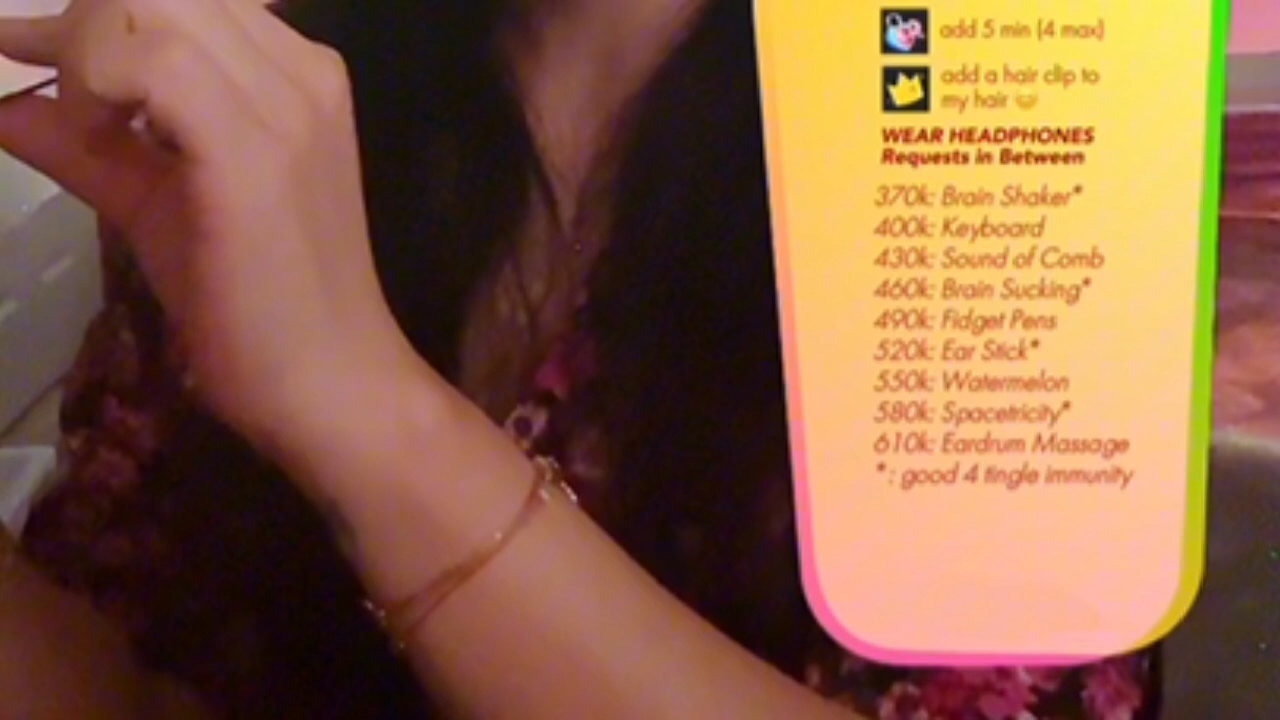 add 5 min (4 max)
add a hair clip to
my hair
WEAR HEADPHONES
Requests in Between
370k: Brain Shaker*
400k: Keyboard
430k: Sound of Comb
460k: Brain Sucking*
490k: Fidget Pens
520k: Ear Stick*
550k: Watermelon
580k: Spacetricity*
610k: Eardrum Massage
*: good 4 tingle immunity